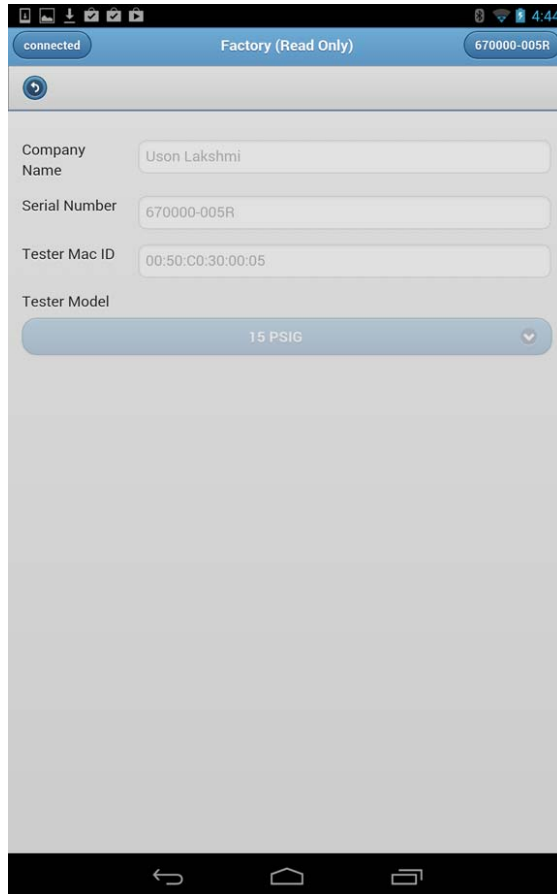 4:44
connected
Factory (Read Only)
670000-005R
Company
Name
Uson Lakshmi
Serial Number
670000-005R
Tester Mac ID
00:50:C0:30:00:05
Tester Model
15 PSIG